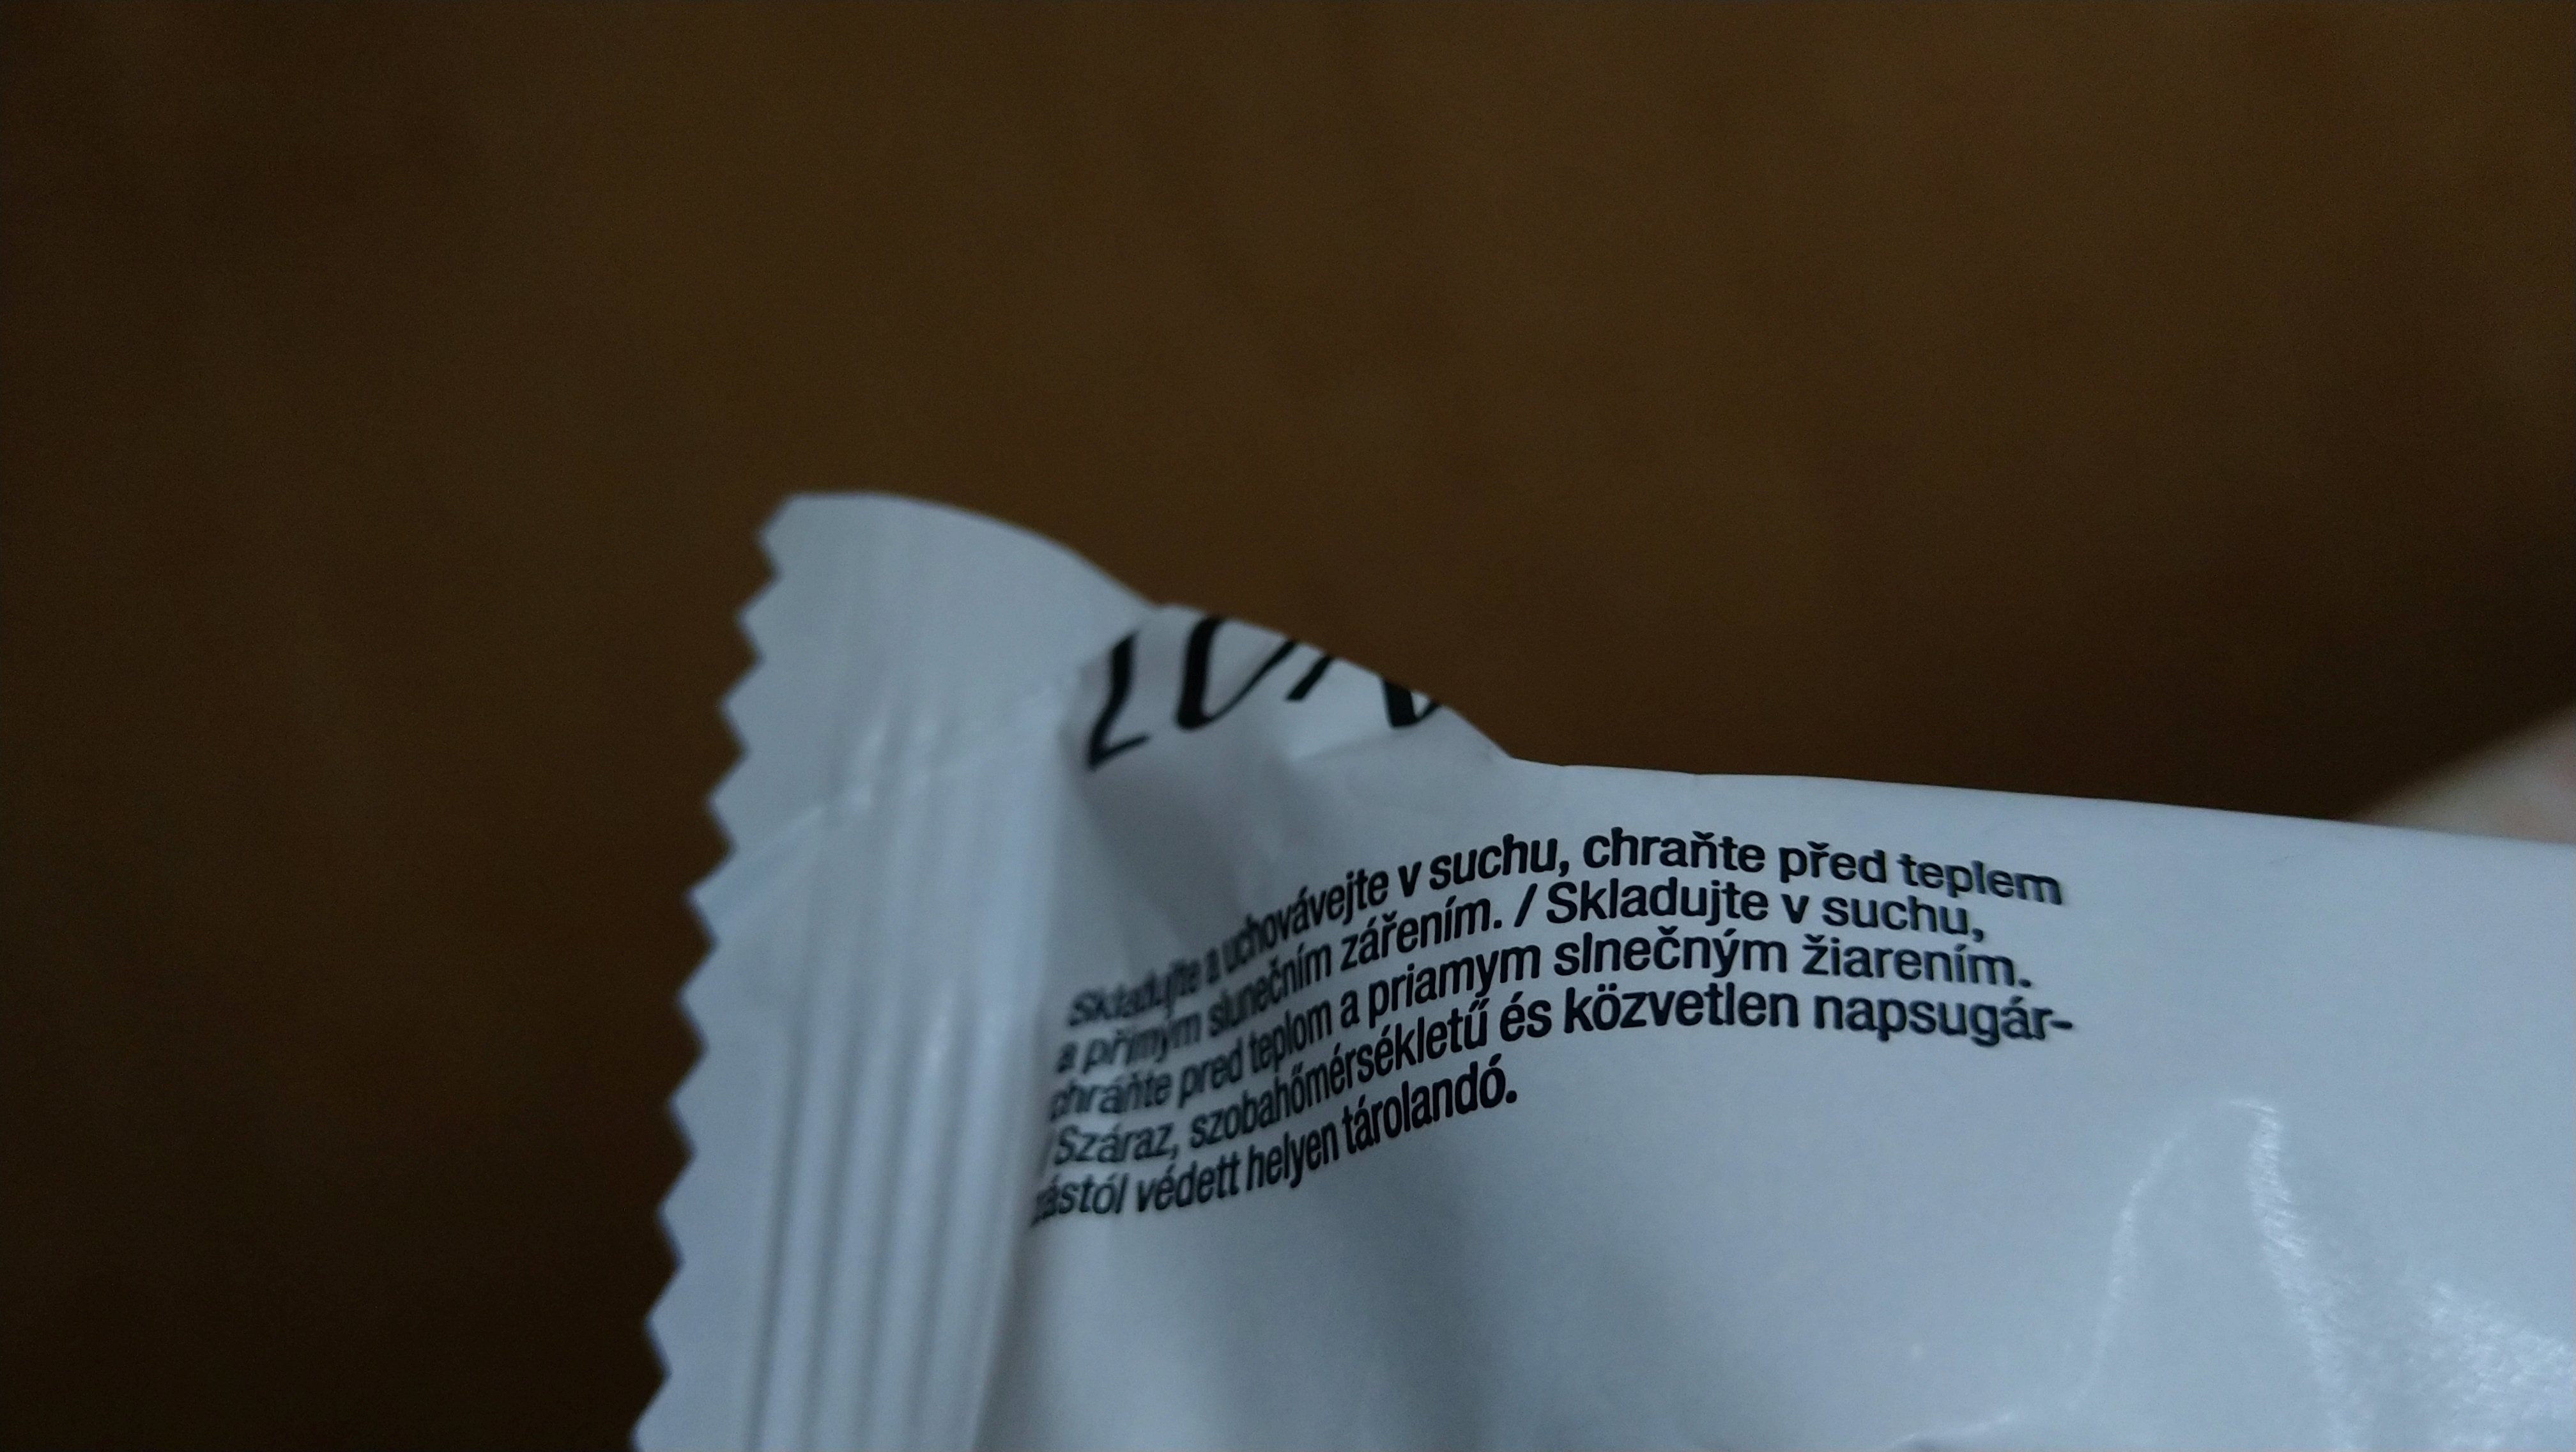 Skladujte a uchovávejte v suchu, chraňte před teplem
a přímým slunečním zářením. / Skladujte v suchu,
chráňte pred teplom a priamym slnečným žiarením.
/ Száraz, szobahőmérsékletű és közvetlen napsugár-
zástól védett helyen tárolandó.